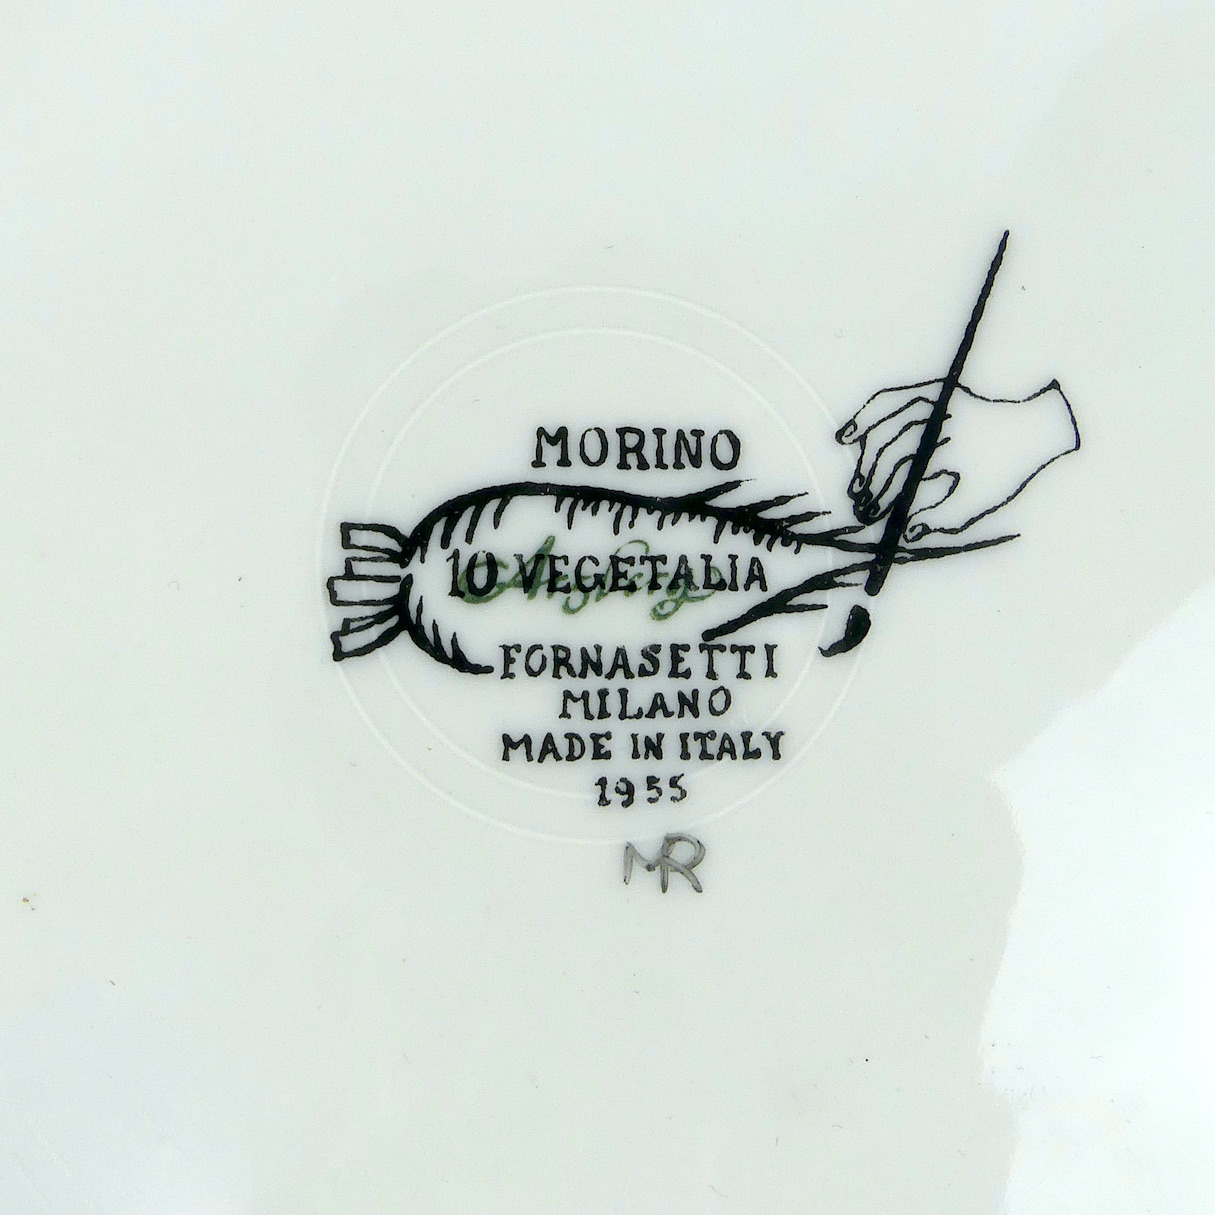 MORINO
10 VEGETALIA
FORNASETTI
MILANO
MADE IN ITALY
1955
MR